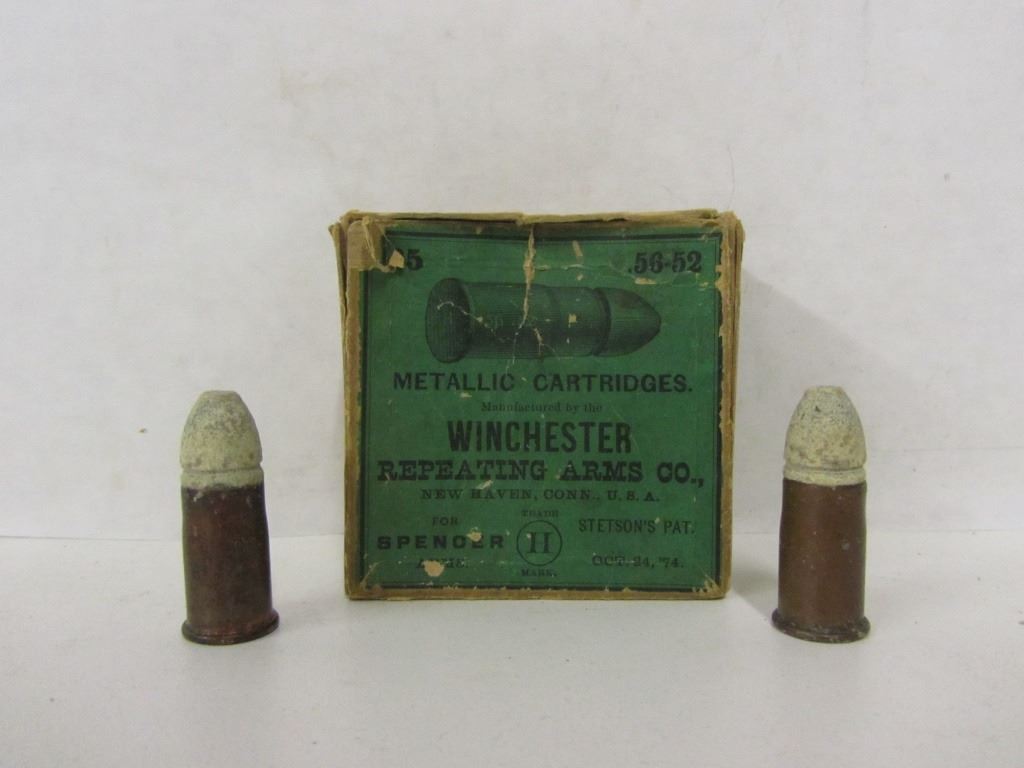 5 .56-52
METALLIC CARTRIDGES.
Manufactured by the
WINCHESTER
REPEATING ARMS CO.,
NEW HAVEN, CONN., U.S.A.
FOR
SPENCER
TRADE
H
MARK.
STETSON'S PAT.
OCT. 24, '74.